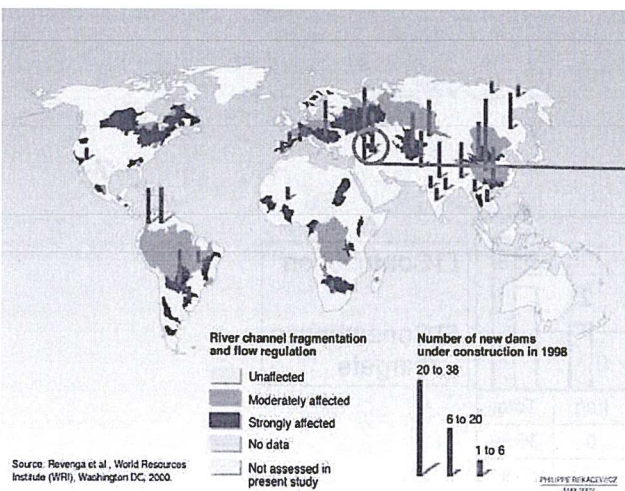 River channel fragmentation
and flow regulation
Unaffected
Moderately affected
Strongly affected
No data
Not assessed in
present study
Number of new dams
under construction in 1998
20 to 38
6 to 20
1 to 6
Source: Revenga et al., World Resources
Institute (WRI), Washington DC, 2000.
PHILIPPE REKACEWICZ